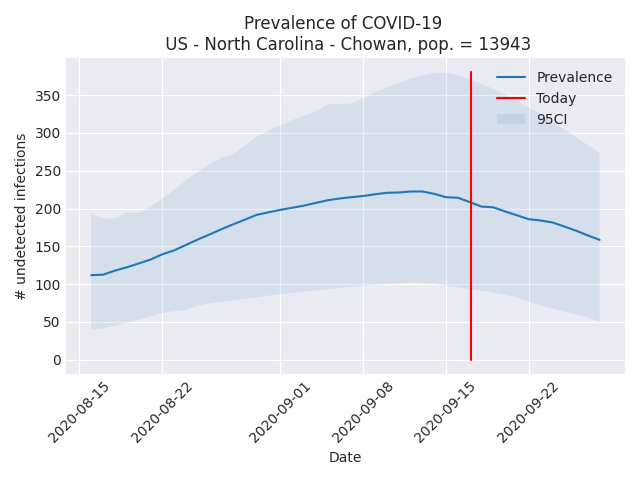 Prevalence of COVID-19
US - North Carolina - Chowan, pop. = 13943
Prevalence
Today
95CI
# undetected infections
350
300
250
200
150
100
50
0
2020-08-15
2020-08-22
2020-09-01
2020-09-08
2020-09-15
2020-09-22
Date